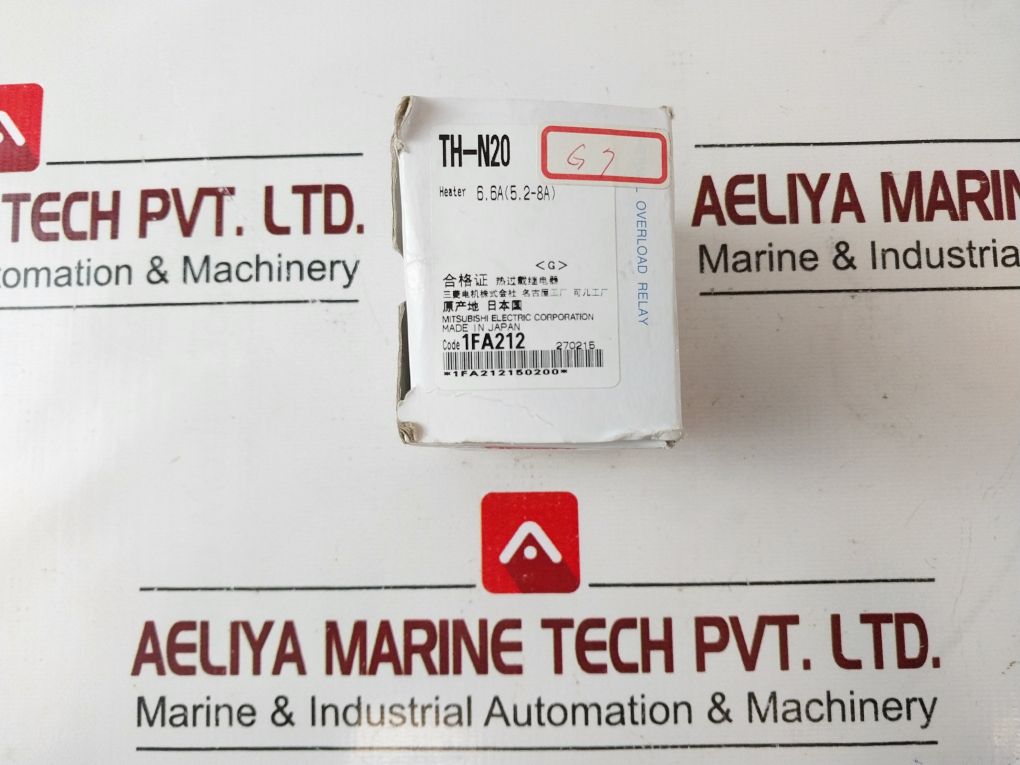 TH-N20
G 7
Heater 6.6A(5.2-8A)
OVERLOAD RELAY
<G>
合格证 热过载继电器
三菱电机株式会社 名古屋工厂 可儿工厂
原产地 日本国
MITSUBISHI ELECTRIC CORPORATION
MADE IN JAPAN
Code 1FA212 270215
*1FA212150200*
TECH PVT. LTD.
tomation & Machinery
AELIYA MARIN
Marine & Industria
AELIYA MARINE TECH PVT. LTD.
Marine & Industrial Automation & Machinery